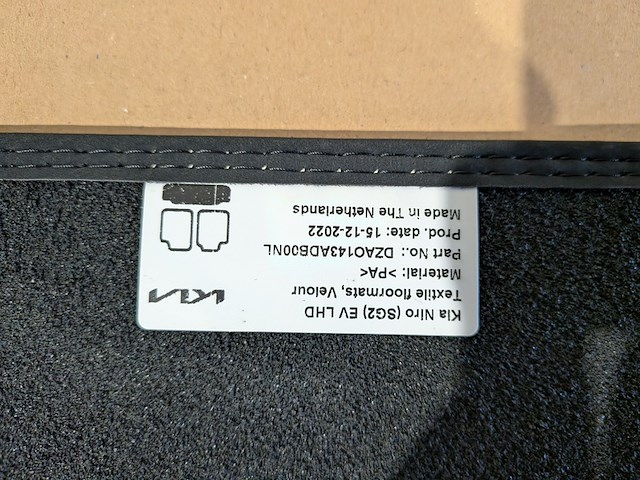 Kia Niro (SG2) EV LHD
Textile floormats, Velour
KIA
Material: >PA<
Part No.: DZAO143ADB00NL
Prod. date: 15-12-2022
Made in The Netherlands